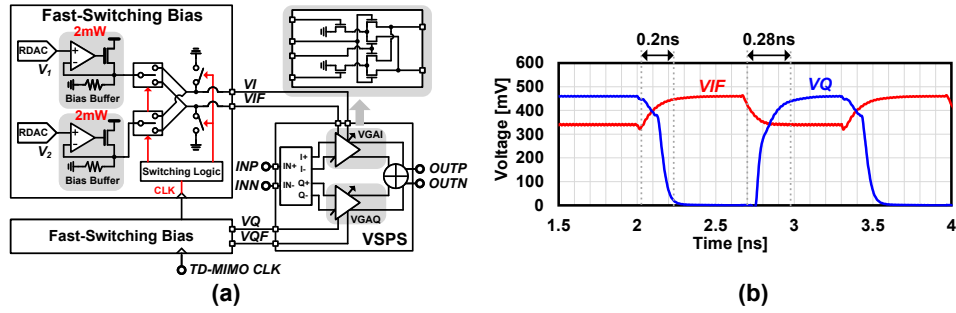 Fast-Switching Bias
2mW
RDAC
V1
Bias Buffer
2mW
RDAC
V2
Bias Buffer
Switching Logic
CLK
VI
VIF
Fast-Switching Bias
VQ
VQF
TD-MIMO CLK
INP
INN
IN+
IN-
I+
I-
Q+
Q-
VGAI
VGAQ
VSPS
OUTP
OUTN
(a)
0.2ns 0.28ns
VIF VQ
Voltage [mV]
600
500
400
300
200
100
0
1.5 2 2.5 3 3.5 4
Time [ns]
(b)